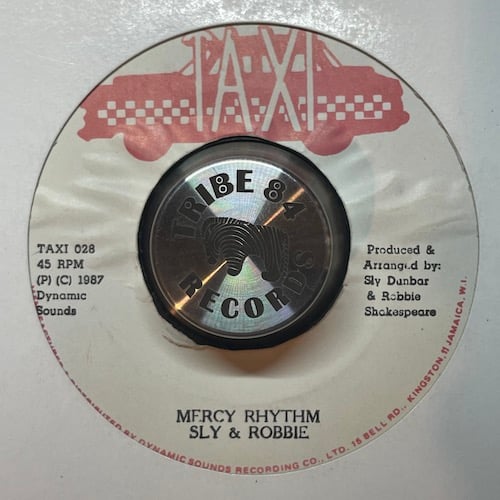 TAXI
TRIBE 84
RECORDS
TAXI 028
45 RPM
(P) (C) 1987
Dynamic
Sounds
Produced &
Arranged by:
Sly Dunbar
& Robbie
Shakespeare
MERCY RHYTHM
SLY & ROBBIE
DISTRIBUTED BY DYNAMIC SOUNDS RECORDING CO., LTD. 15 BELL RD., KINGSTON, 11 JAMAICA, W.I.